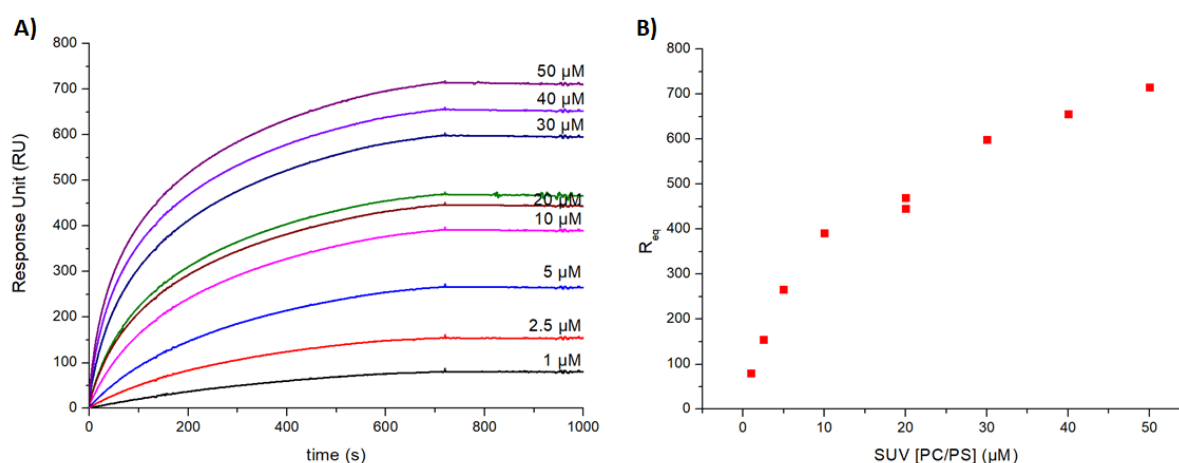 A)
800
700
600
500
400
300
200
100
0
Response Unit (RU)
50 µM
40 µM
30 µM
20 µM
10 µM
5 µM
2.5 µM
1 µM
0 200 400 600 800 1000
time (s)
B)
800
700
600
500
400
300
200
100
0
R_eq
0 10 20 30 40 50
SUV [PC/PS] (µM)